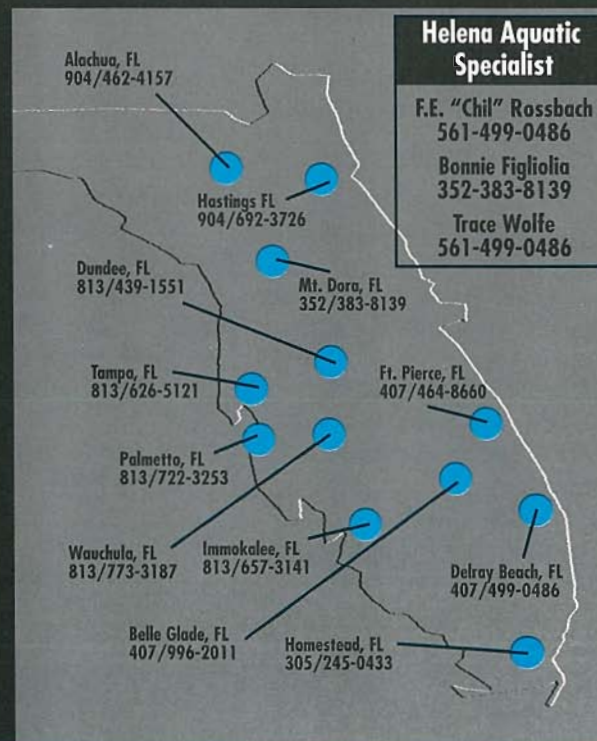 Helena Aquatic
Specialist
F.E. "Chil" Rossbach
561-499-0486
Bonnie Figliolia
352-383-8139
Trace Wolfe
561-499-0486
Alachua, FL
904/462-4157
Hastings FL
904/692-3726
Mt. Dora, FL
352/383-8139
Dundee, FL
813/439-1551
Tampa, FL
813/626-5121
Ft. Pierce, FL
407/464-8660
Palmetto, FL
813/722-3253
Wauchula, FL
813/773-3187
Immokalee, FL
813/657-3141
Delray Beach, FL
407/499-0486
Belle Glade, FL
407/996-2011
Homestead, FL
305/245-0433